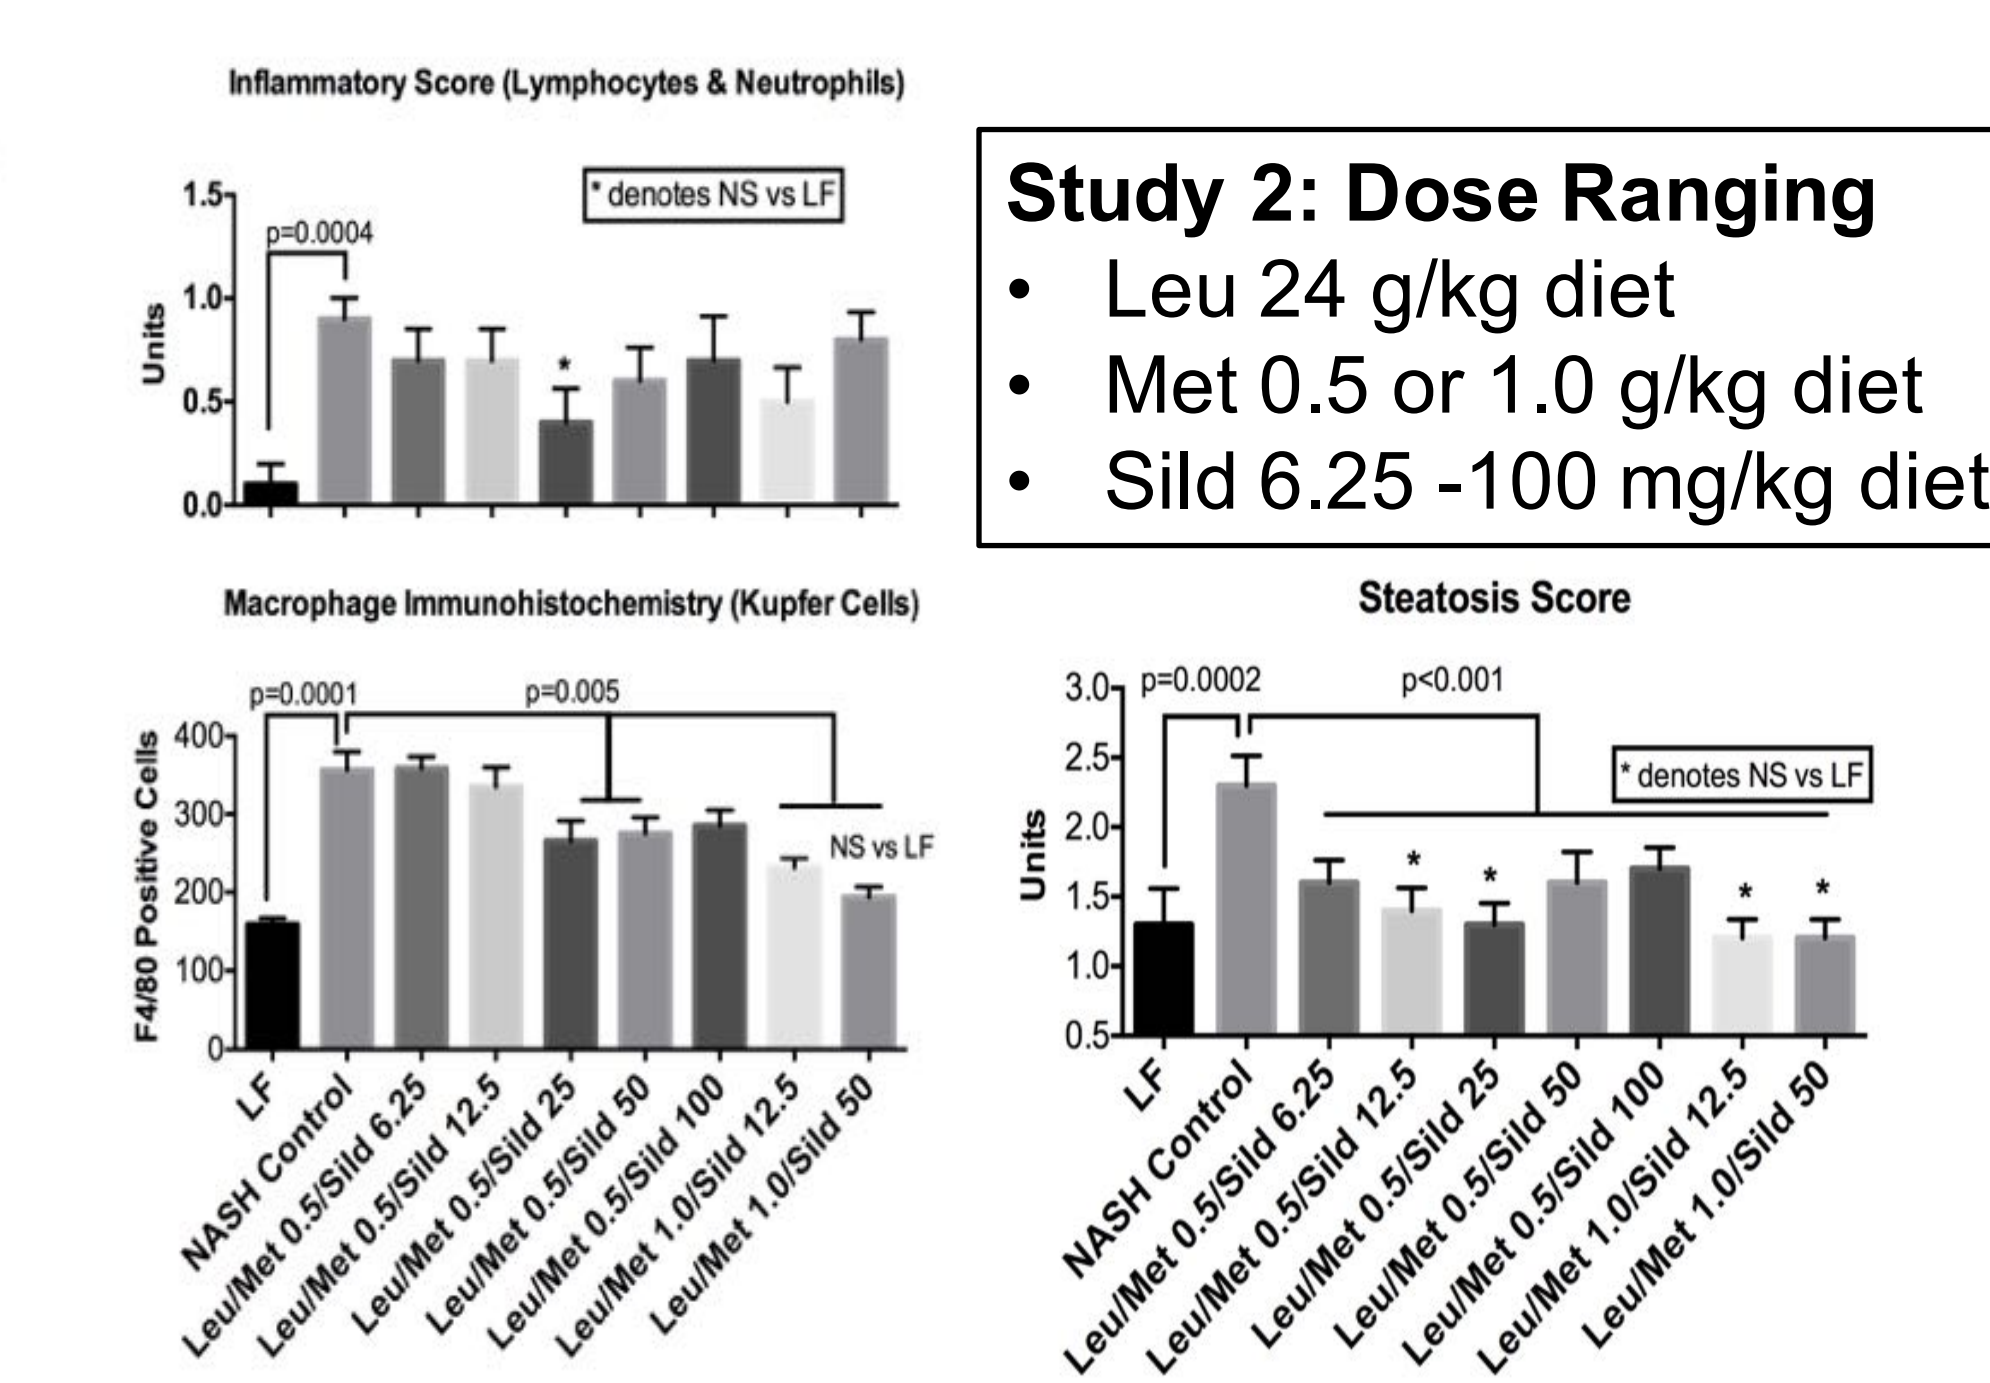 Inflammatory Score (Lymphocytes & Neutrophils)
* denotes NS vs LF
p=0.0004
Units
1.5
1.0
0.5
0.0
*
Study 2: Dose Ranging
• Leu 24 g/kg diet
• Met 0.5 or 1.0 g/kg diet
• Sild 6.25 -100 mg/kg diet
Macrophage Immunohistochemistry (Kupfer Cells)
p=0.0001
p=0.005
NS vs LF
F4/80 Positive Cells
400
300
200
100
0
LF
NASH Control
Leu/Met 0.5/Sild 6.25
Leu/Met 0.5/Sild 12.5
Leu/Met 0.5/Sild 25
Leu/Met 0.5/Sild 50
Leu/Met 0.5/Sild 100
Leu/Met 1.0/Sild 12.5
Leu/Met 1.0/Sild 50
Steatosis Score
p=0.0002
p<0.001
* denotes NS vs LF
Units
3.0
2.5
2.0
1.5
1.0
0.5
* * * *
LF
NASH Control
Leu/Met 0.5/Sild 6.25
Leu/Met 0.5/Sild 12.5
Leu/Met 0.5/Sild 25
Leu/Met 0.5/Sild 50
Leu/Met 0.5/Sild 100
Leu/Met 1.0/Sild 12.5
Leu/Met 1.0/Sild 50